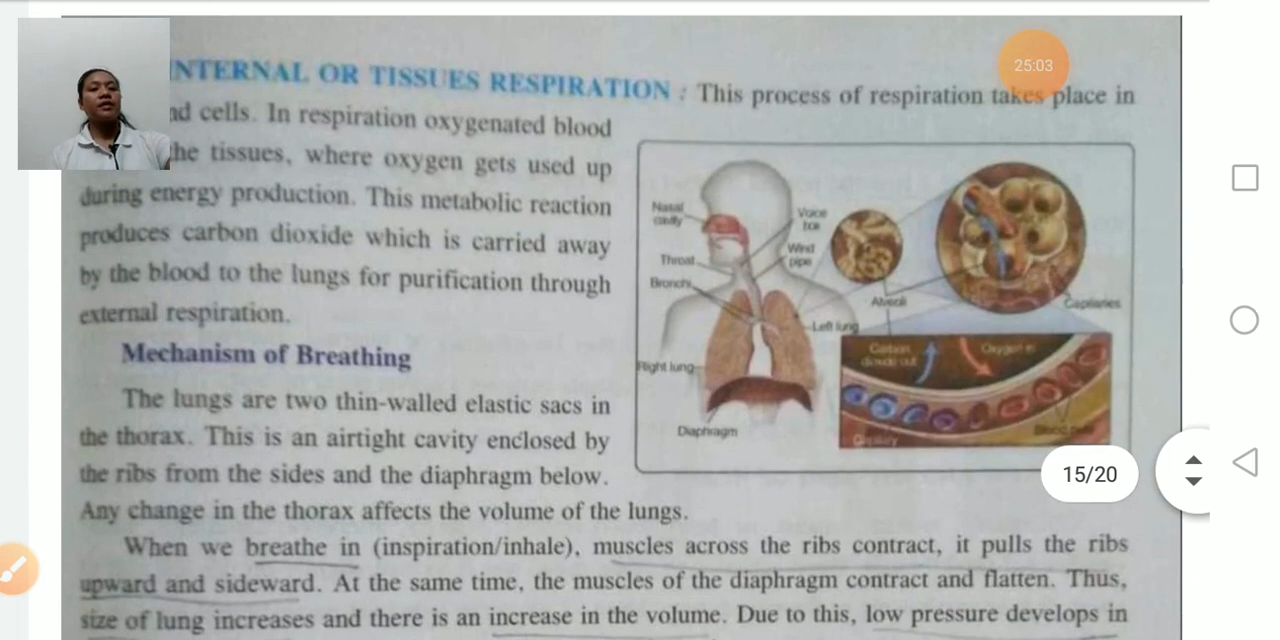 25:03
INTERNAL OR TISSUES RESPIRATION : This process of respiration takes place in
nd cells. In respiration oxygenated blood
the tissues, where oxygen gets used up
during energy production. This metabolic reaction
produces carbon dioxide which is carried away
by the blood to the lungs for purification through
external respiration.
Nasal
cavity
Voice
box
Throat
Wind
pipe
Bronchi
Alveoli
Capilaries
Left lung
Right lung
Diaphragm
Carbon
dioxide out
Oxygen in
Capillary
Mechanism of Breathing
The lungs are two thin-walled elastic sacs in
the thorax. This is an airtight cavity enclosed by
the ribs from the sides and the diaphragm below.
Any change in the thorax affects the volume of the lungs.
15/20
When we breathe in (inspiration/inhale), muscles across the ribs contract, it pulls the ribs
upward and sideward. At the same time, the muscles of the diaphragm contract and flatten. Thus,
size of lung increases and there is an increase in the volume. Due to this, low pressure develops in